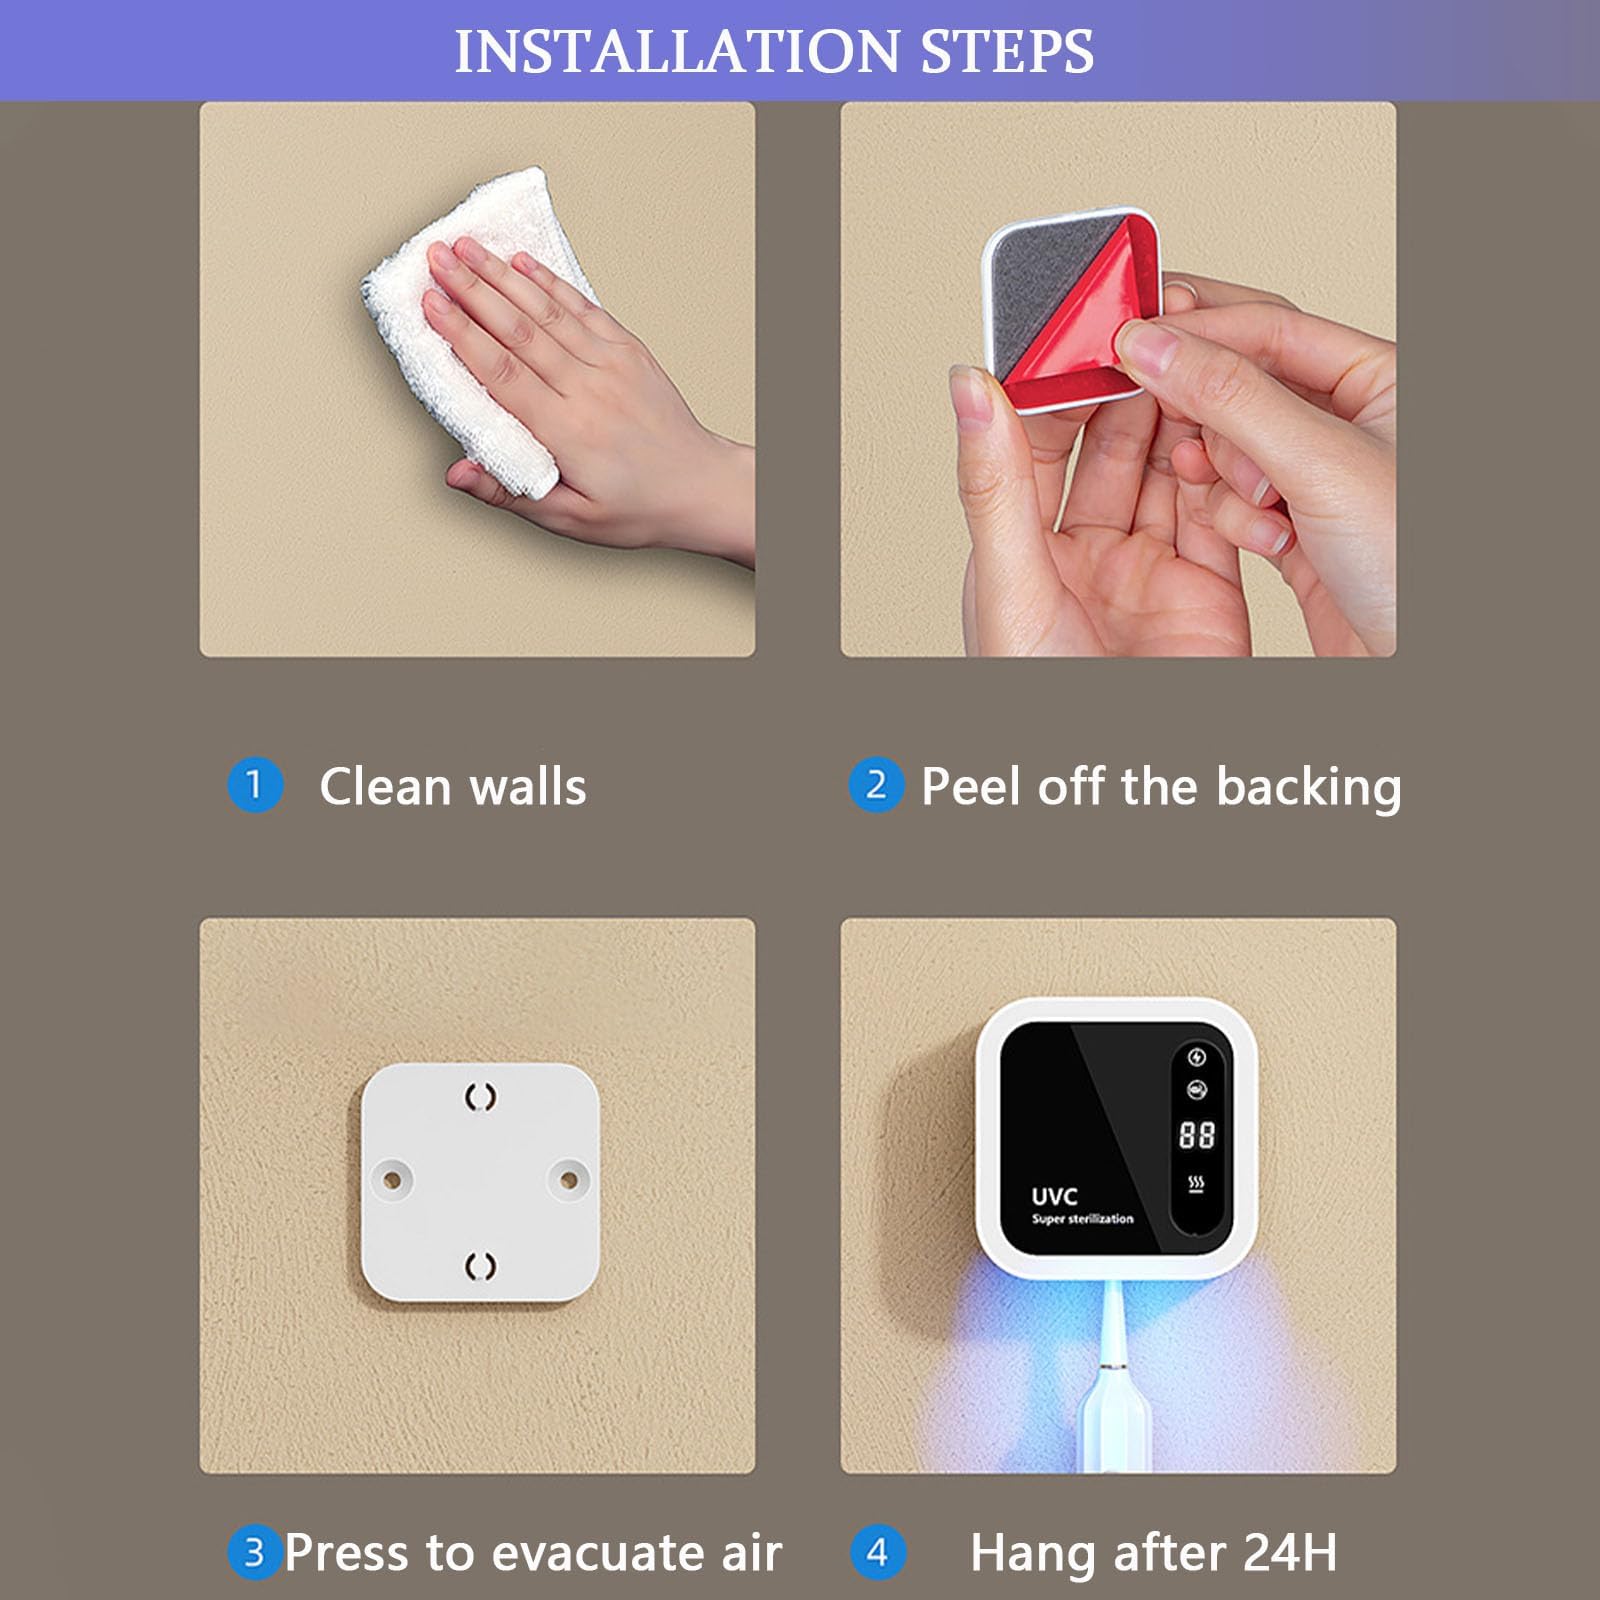 INSTALLATION STEPS
1 Clean walls
2 Peel off the backing
88
UVC
Super sterilization
3 Press to evacuate air
4 Hang after 24H